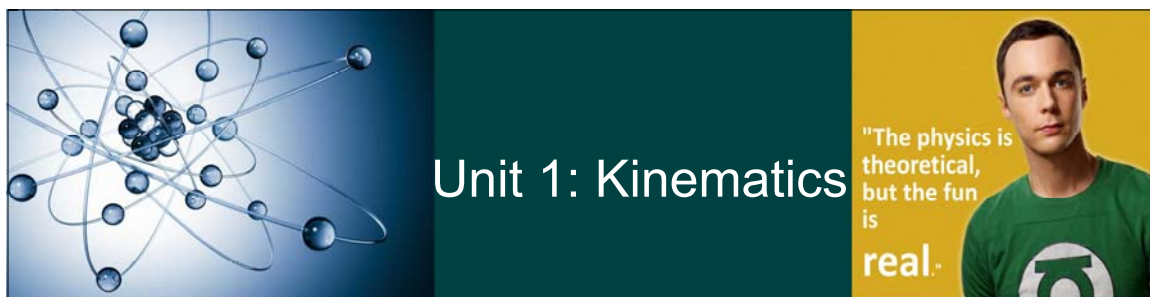 Unit 1: Kinematics
"The physics is
theoretical,
but the fun
is
real."